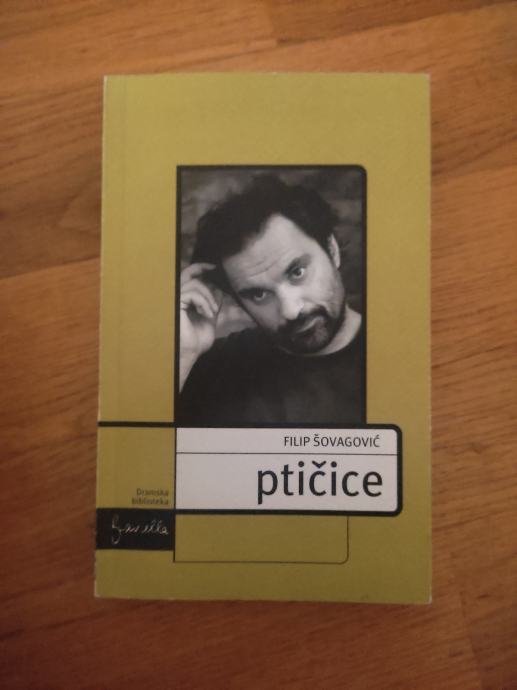 FILIP ŠOVAGOVIĆ
ptičice
Dramska
biblioteka
Gavella